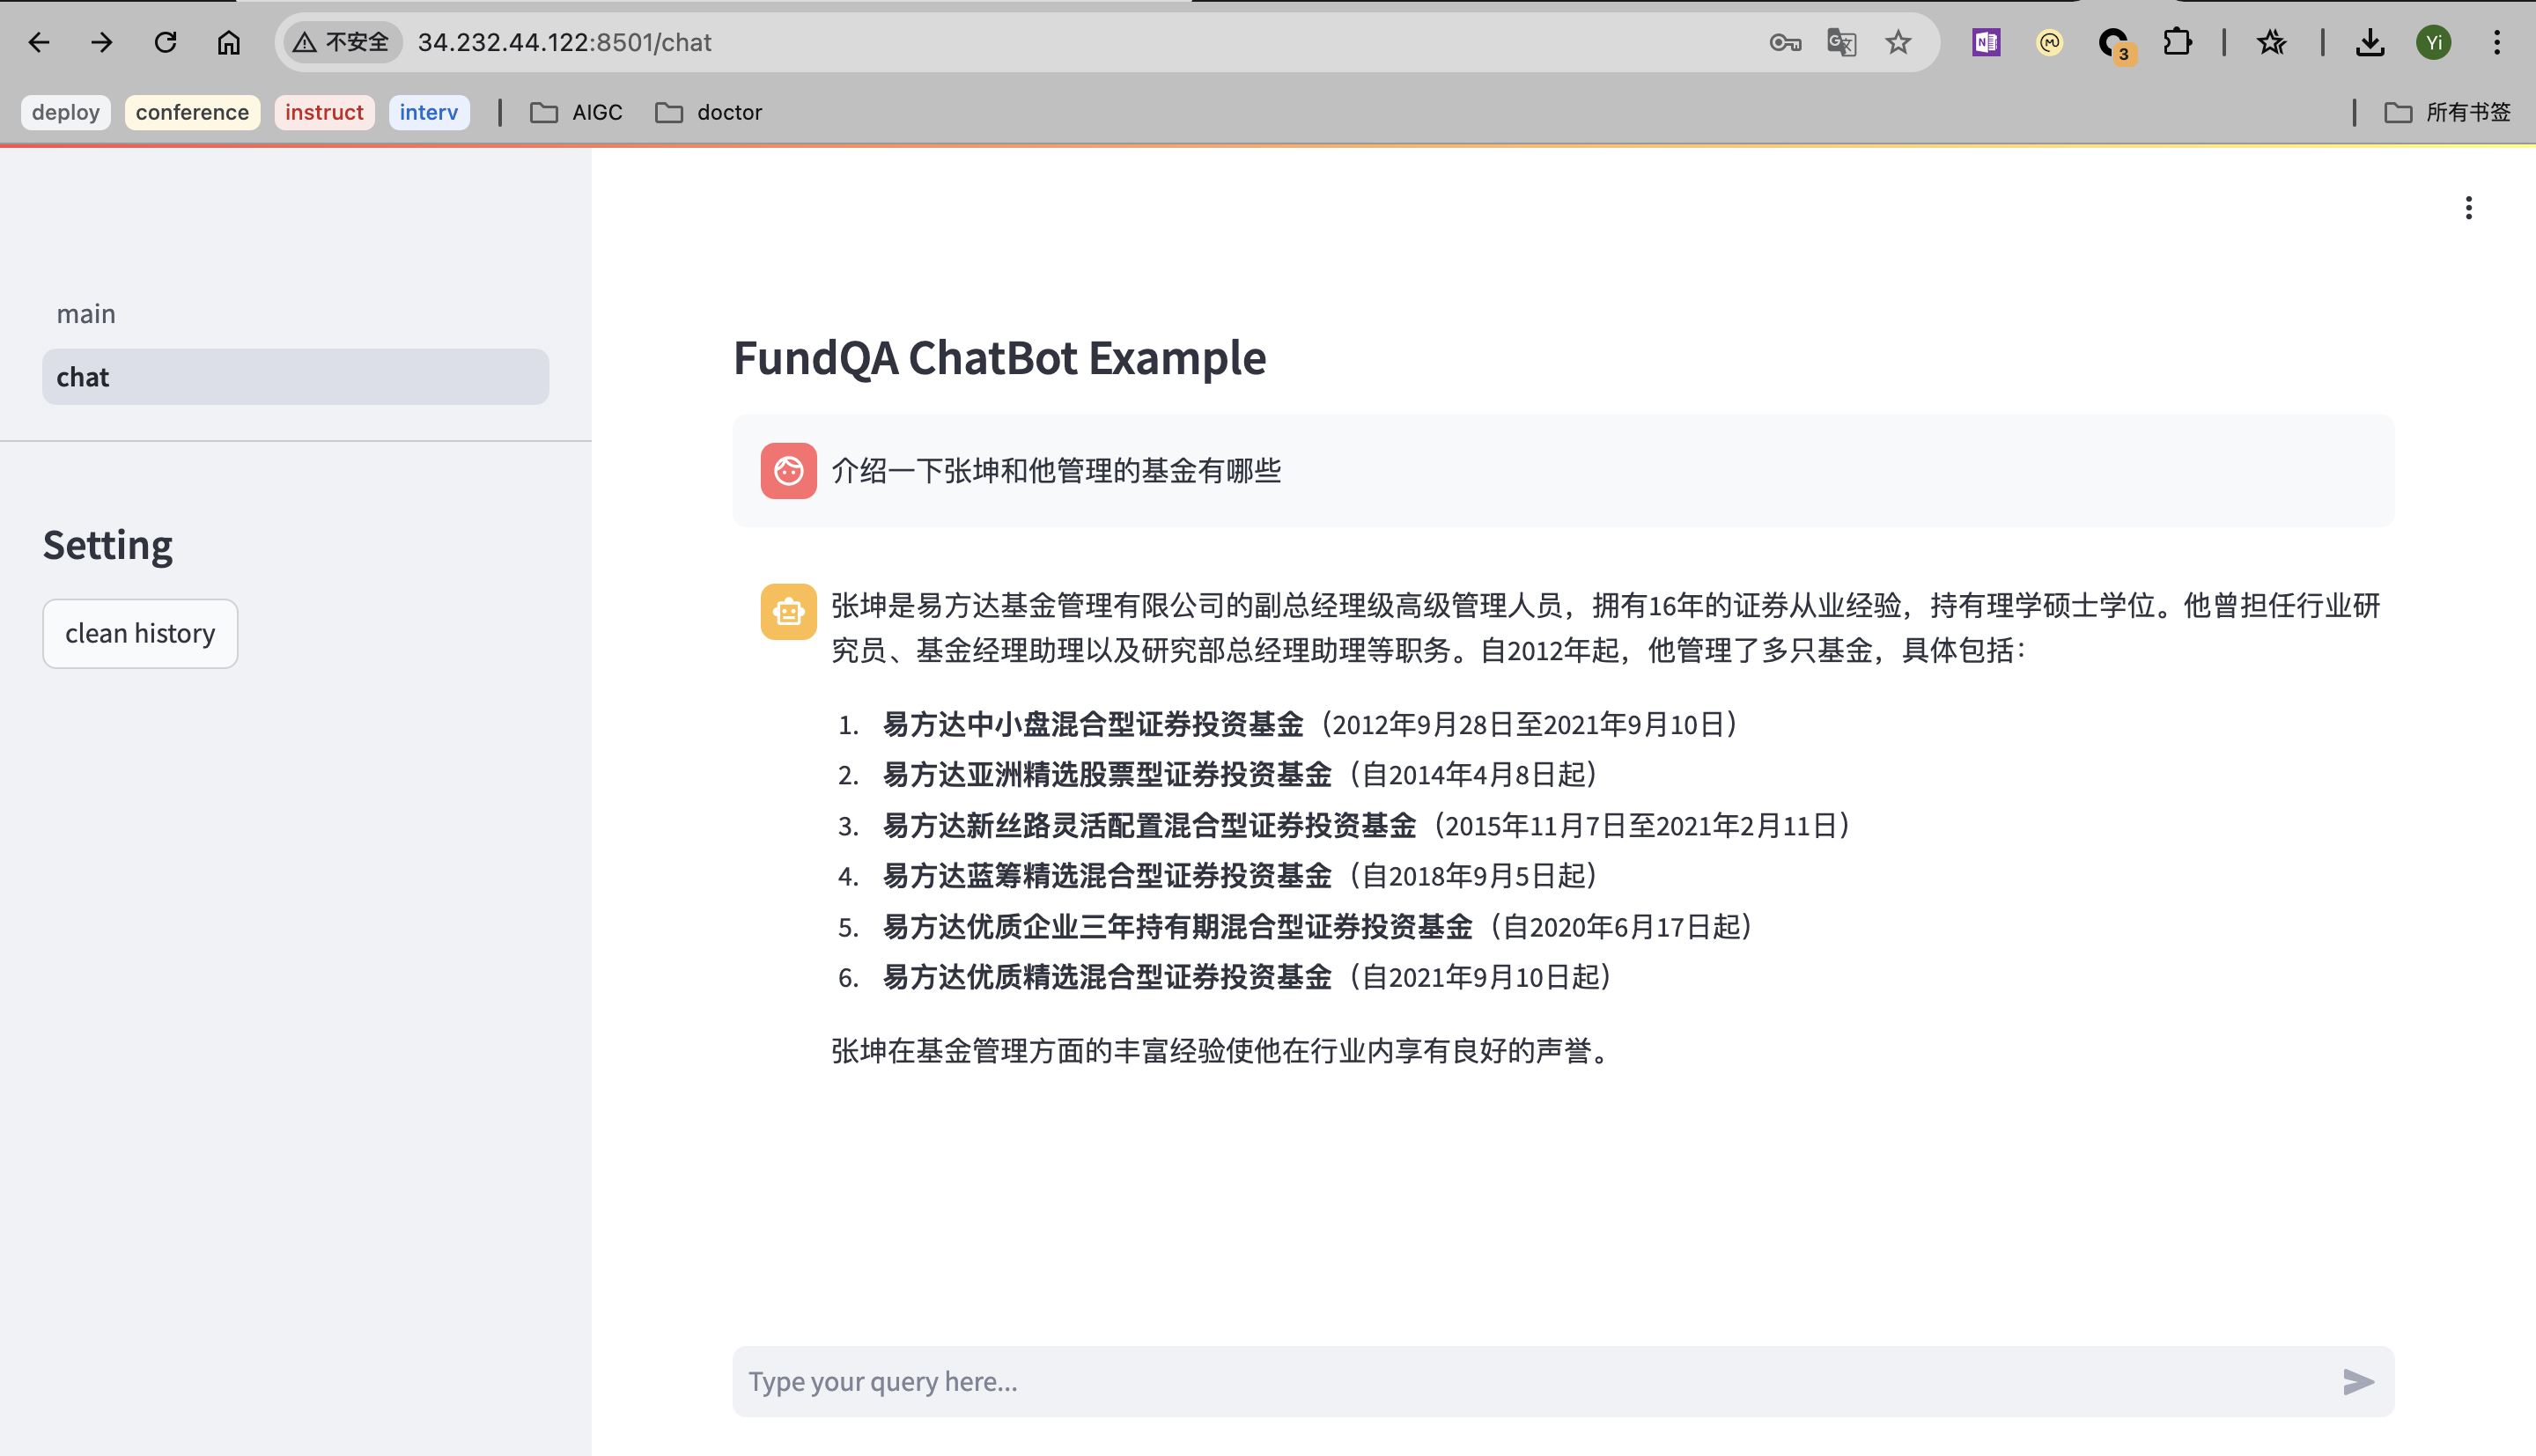 不安全 34.232.44.122:8501/chat
3
Yi
deploy conference instruct interv AIGC doctor 所有书签
main
chat
Setting
clean history
FundQA ChatBot Example
介绍一下张坤和他管理的基金有哪些
张坤是易方达基金管理有限公司的副总经理级高级管理人员，拥有16年的证券从业经验，持有理学硕士学位。他曾担任行业研
究员、基金经理助理以及研究部总经理助理等职务。自2012年起，他管理了多只基金，具体包括：
1. 易方达中小盘混合型证券投资基金（2012年9月28日至2021年9月10日）
2. 易方达亚洲精选股票型证券投资基金（自2014年4月8日起）
3. 易方达新丝路灵活配置混合型证券投资基金（2015年11月7日至2021年2月11日）
4. 易方达蓝筹精选混合型证券投资基金（自2018年9月5日起）
5. 易方达优质企业三年持有期混合型证券投资基金（自2020年6月17日起）
6. 易方达优质精选混合型证券投资基金（自2021年9月10日起）
张坤在基金管理方面的丰富经验使他在行业内享有良好的声誉。
Type your query here...